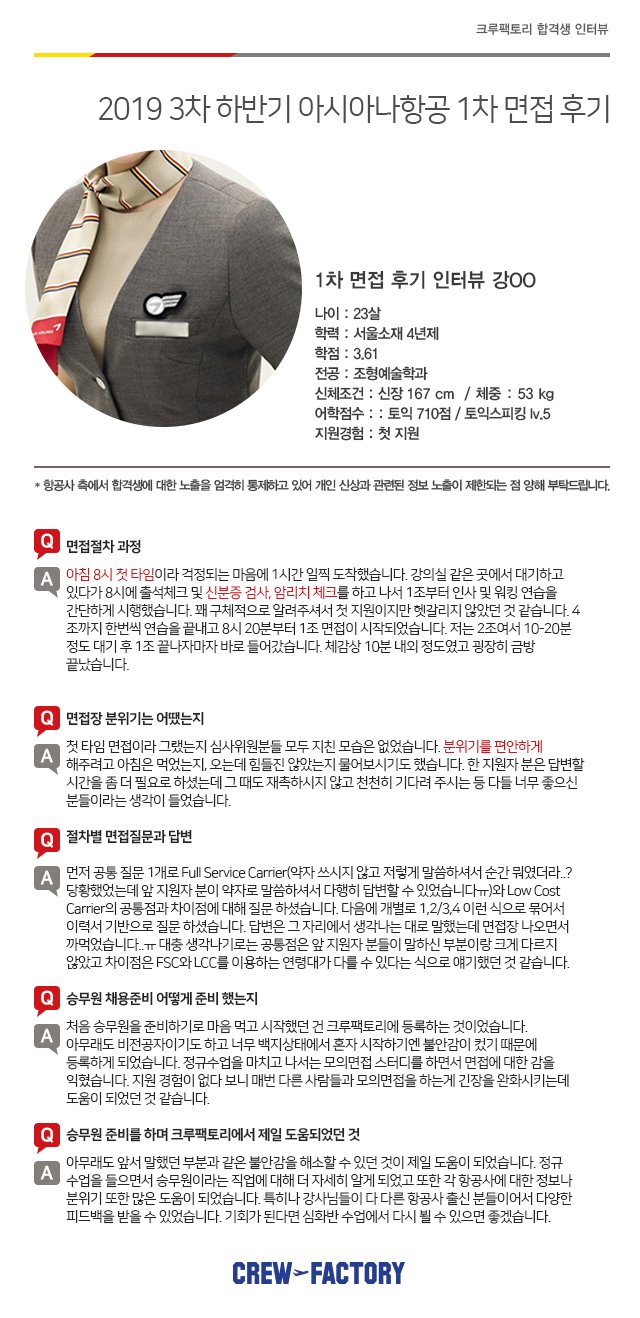 크루팩토리 합격생 인터뷰
2019 3차 하반기 아시아나항공 1차 면접 후기
1차 면접 후기 인터뷰 강OO
나이 : 23살
학력 : 서울소재 4년제
학점 : 3.61
전공 : 조형예술학과
신체조건 : 신장 167 cm / 체중 : 53 kg
어학점수 : : 토익 710점 / 토익스피킹 lv.5
지원경험 : 첫 지원
* 항공사 측에서 합격생에 대한 노출을 엄격히 통제하고 있어 개인 신상과 관련된 정보 노출이 제한되는 점 양해 부탁드립니다.
Q 면접절차 과정
A 아침 8시 첫 타임이라 걱정되는 마음에 1시간 일찍 도착했습니다. 강의실 같은 곳에서 대기하고
있다가 8시에 출석체크 및 신분증 검사, 암리치 체크를 하고 나서 1조부터 인사 및 워킹 연습을
간단하게 시행했습니다. 꽤 구체적으로 알려주셔서 첫 지원이지만 헷갈리지 않았던 것 같습니다. 4
조까지 한번씩 연습을 끝내고 8시 20분부터 1조 면접이 시작되었습니다. 저는 2조여서 10-20분
정도 대기 후 1조 끝나자마자 바로 들어갔습니다. 체감상 10분 내외 정도였고 굉장히 금방
끝났습니다.
Q 면접장 분위기는 어땠는지
A 첫 타임 면접이라 그랬는지 심사위원분들 모두 지친 모습은 없었습니다. 분위기를 편안하게
해주려고 아침은 먹었는지, 오는데 힘들진 않았는지 물어보시기도 했습니다. 한 지원자 분은 답변할
시간을 좀 더 필요로 하셨는데 그 때도 재촉하시지 않고 천천히 기다려 주시는 등 다들 너무 좋으신
분들이라는 생각이 들었습니다.
Q 절차별 면접질문과 답변
A 먼저 공통 질문 1개로 Full Service Carrier(약자 쓰시지 않고 저렇게 말씀하셔서 순간 뭐였더라..?
당황했었는데 앞 지원자 분이 약자로 말씀하셔서 다행히 답변할 수 있었습니다ㅠ)와 Low Cost
Carrier의 공통점과 차이점에 대해 질문 하셨습니다. 다음에 개별로 1,2/3,4 이런 식으로 묶어서
이력서 기반으로 질문 하셨습니다. 답변은 그 자리에서 생각나는 대로 말했는데 면접장 나오면서
까먹었습니다..ㅠ 대충 생각나기로는 공통점은 앞 지원자 분들이 말하신 부분이랑 크게 다르지
않았고 차이점은 FSC와 LCC를 이용하는 연령대가 다를 수 있다는 식으로 얘기했던 것 같습니다.
Q 승무원 채용준비 어떻게 준비 했는지
A 처음 승무원을 준비하기로 마음 먹고 시작했던 건 크루팩토리에 등록하는 것이었습니다.
아무래도 비전공자이기도 하고 너무 백지상태에서 혼자 시작하기엔 불안감이 컸기 때문에
등록하게 되었습니다. 정규수업을 마치고 나서는 모의면접 스터디를 하면서 면접에 대한 감을
익혔습니다. 지원 경험이 없다 보니 매번 다른 사람들과 모의면접을 하는게 긴장을 완화시키는데
도움이 되었던 것 같습니다.
Q 승무원 준비를 하며 크루팩토리에서 제일 도움되었던 것
A 아무래도 앞서 말했던 부분과 같은 불안감을 해소할 수 있던 것이 제일 도움이 되었습니다. 정규
수업을 들으면서 승무원이라는 직업에 대해 더 자세히 알게 되었고 또한 각 항공사에 대한 정보나
분위기 또한 많은 도움이 되었습니다. 특히나 강사님들이 다 다른 항공사 출신 분들이어서 다양한
피드백을 받을 수 있었습니다. 기회가 된다면 심화반 수업에서 다시 뵐 수 있으면 좋겠습니다.
CREW FACTORY